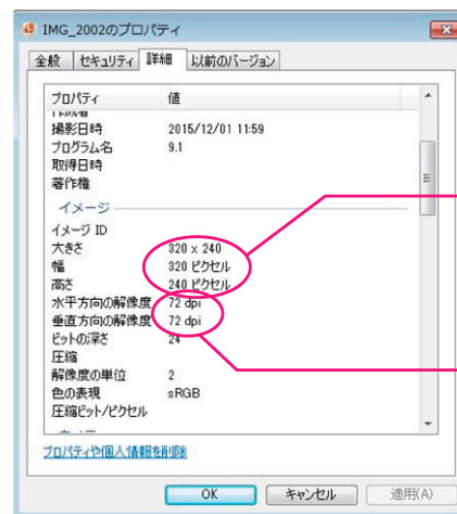 IMG_2002のプロパティ
全般 セキュリティ 詳細 以前のバージョン
プロパティ 値
撮影日時 2015/12/01 11:59
プログラム名 9.1
取得日時
著作権
イメージ
イメージ ID
大きさ 320 x 240
幅 320 ピクセル
高さ 240 ピクセル
水平方向の解像度 72 dpi
垂直方向の解像度 72 dpi
ビットの深さ 24
圧縮
解像度の単位 2
色の表現 sRGB
圧縮ビット/ピクセル
プロパティや個人情報を削除
OK キャンセル 適用(A)